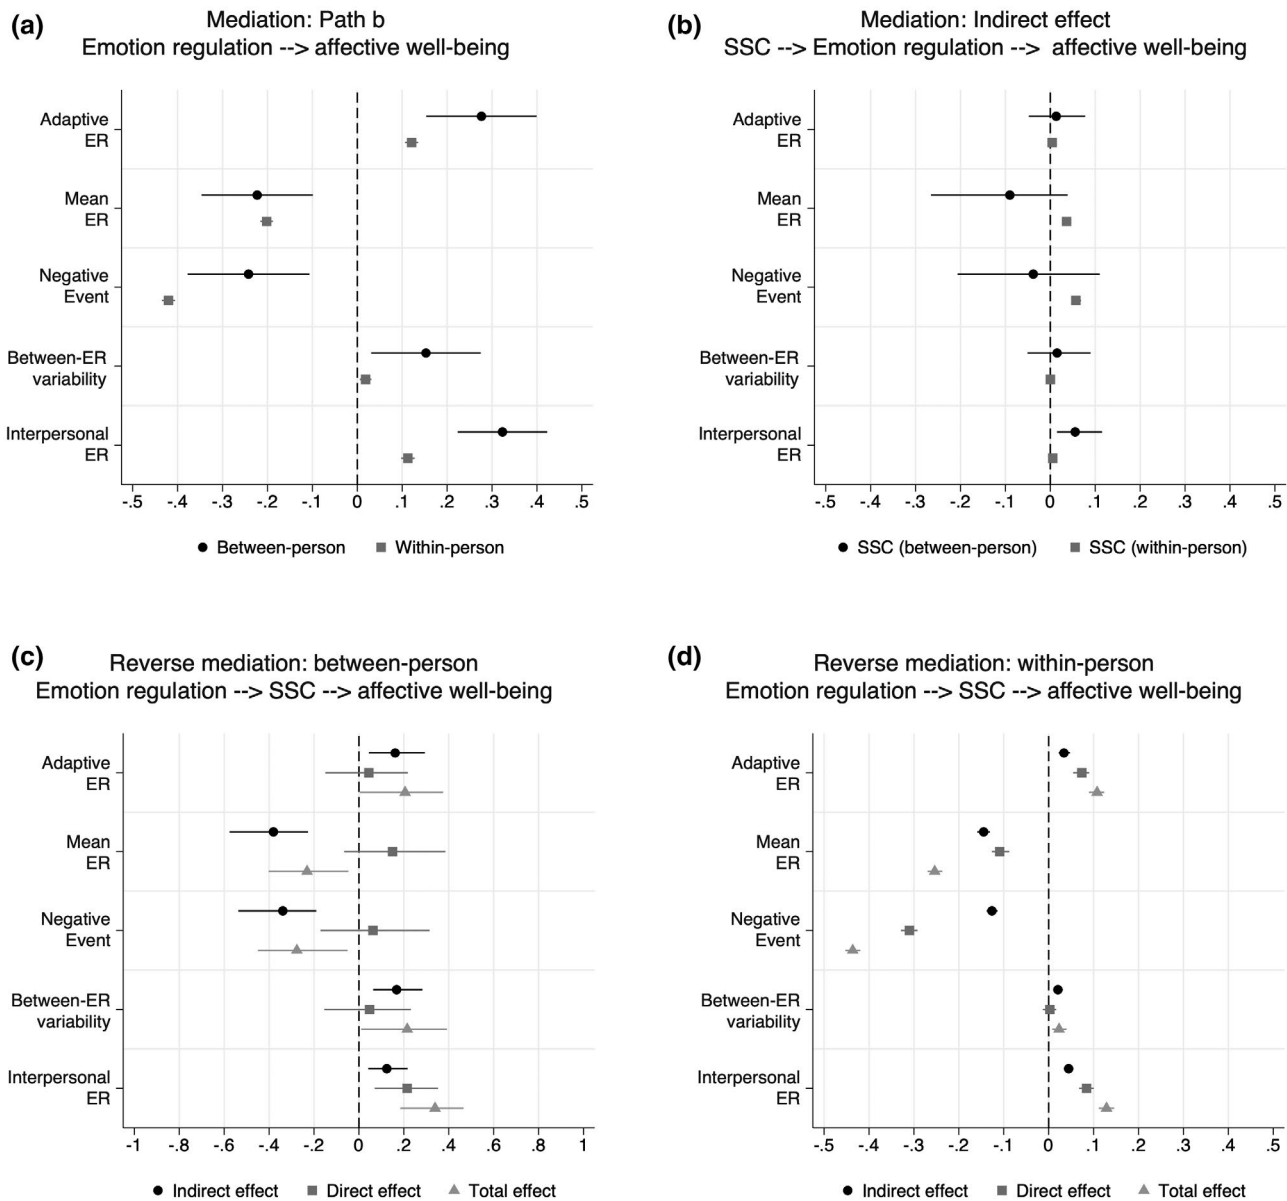 (a)
Mediation: Path b
Emotion regulation --> affective well-being
Adaptive
ER
Mean
ER
Negative
Event
Between-ER
variability
Interpersonal
ER
-.5 -.4 -.3 -.2 -.1 0 .1 .2 .3 .4 .5
Between-person Within-person
(b)
Mediation: Indirect effect
SSC --> Emotion regulation --> affective well-being
Adaptive
ER
Mean
ER
Negative
Event
Between-ER
variability
Interpersonal
ER
-.5 -.4 -.3 -.2 -.1 0 .1 .2 .3 .4 .5
SSC (between-person) SSC (within-person)
(c)
Reverse mediation: between-person
Emotion regulation --> SSC --> affective well-being
Adaptive
ER
Mean
ER
Negative
Event
Between-ER
variability
Interpersonal
ER
-1 -.8 -.6 -.4 -.2 0 .2 .4 .6 .8 1
Indirect effect Direct effect Total effect
(d)
Reverse mediation: within-person
Emotion regulation --> SSC --> affective well-being
Adaptive
ER
Mean
ER
Negative
Event
Between-ER
variability
Interpersonal
ER
-.5 -.4 -.3 -.2 -.1 0 .1 .2 .3 .4 .5
Indirect effect Direct effect Total effect